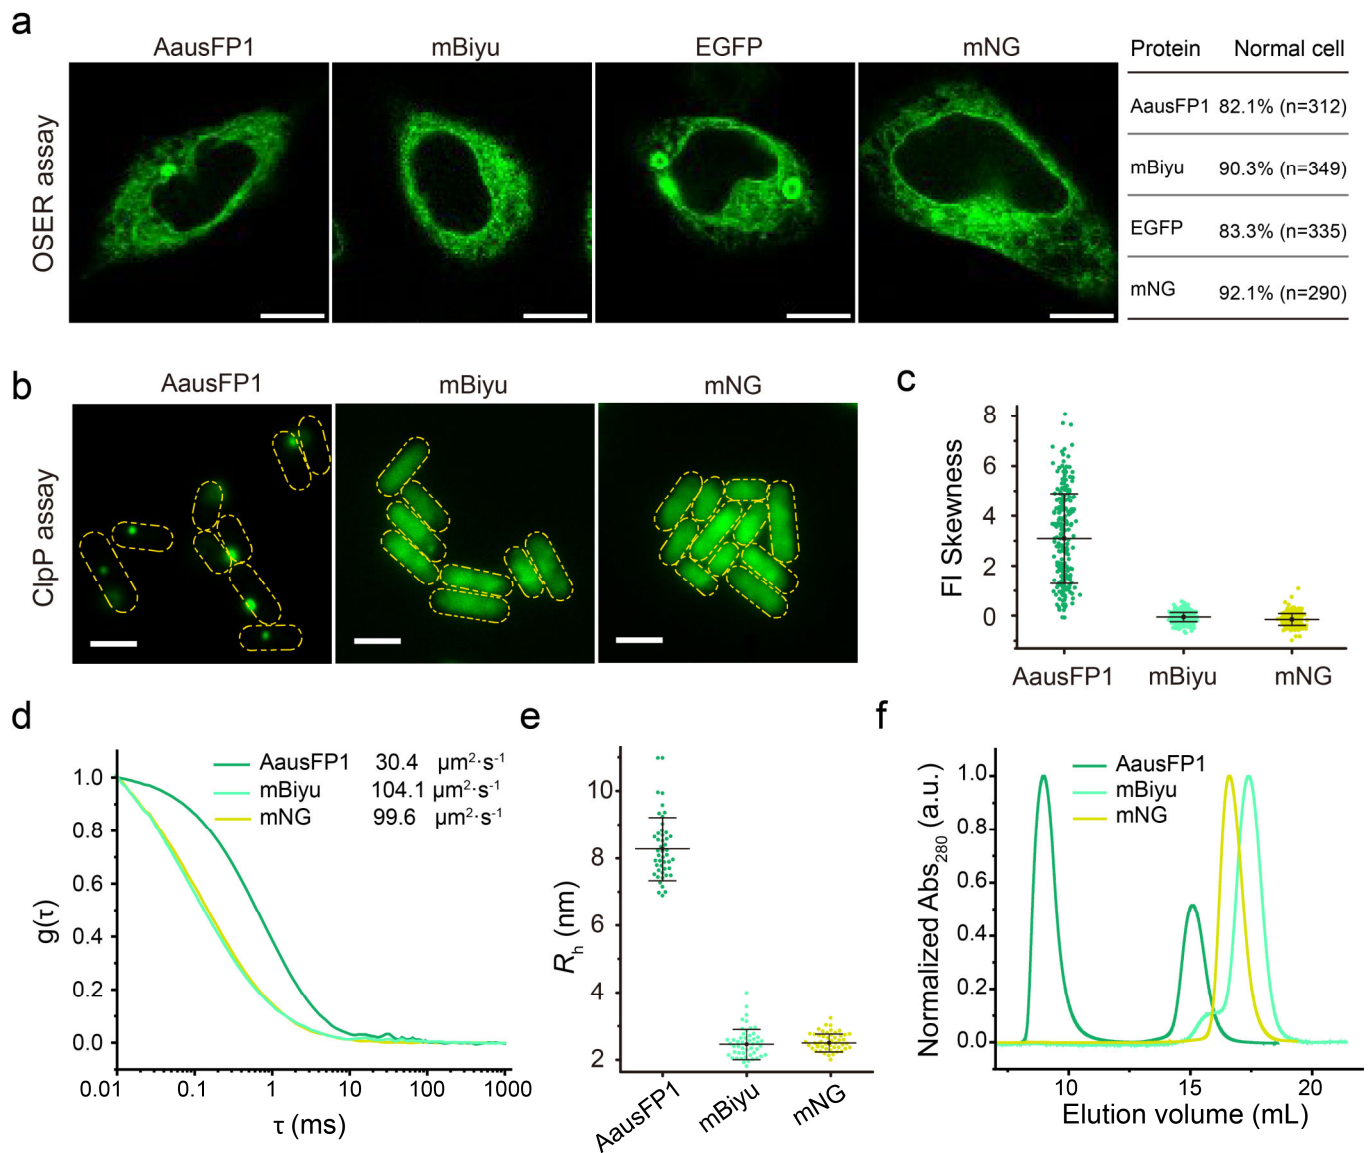 a
AausFP1
mBiyu
EGFP
mNG
OSER assay
Protein Normal cell
AausFP1 82.1% (n=312)
mBiyu 90.3% (n=349)
EGFP 83.3% (n=335)
mNG 92.1% (n=290)
b
AausFP1
mBiyu
mNG
ClpP assay
c
FI Skewness
8
6
4
2
0
AausFP1 mBiyu mNG
d
AausFP1 30.4 µm²·s⁻¹
mBiyu 104.1 µm²·s⁻¹
mNG 99.6 µm²·s⁻¹
g(τ)
1.0
0.8
0.6
0.4
0.2
0.0
0.01 0.1 1 10 100 1000
τ (ms)
e
Rₕ (nm)
10
8
6
4
2
AausFP1 mBiyu mNG
f
AausFP1
mBiyu
mNG
Normalized Abs₂₈₀ (a.u.)
1.0
0.8
0.6
0.4
0.2
0.0
10 15 20
Elution volume (mL)